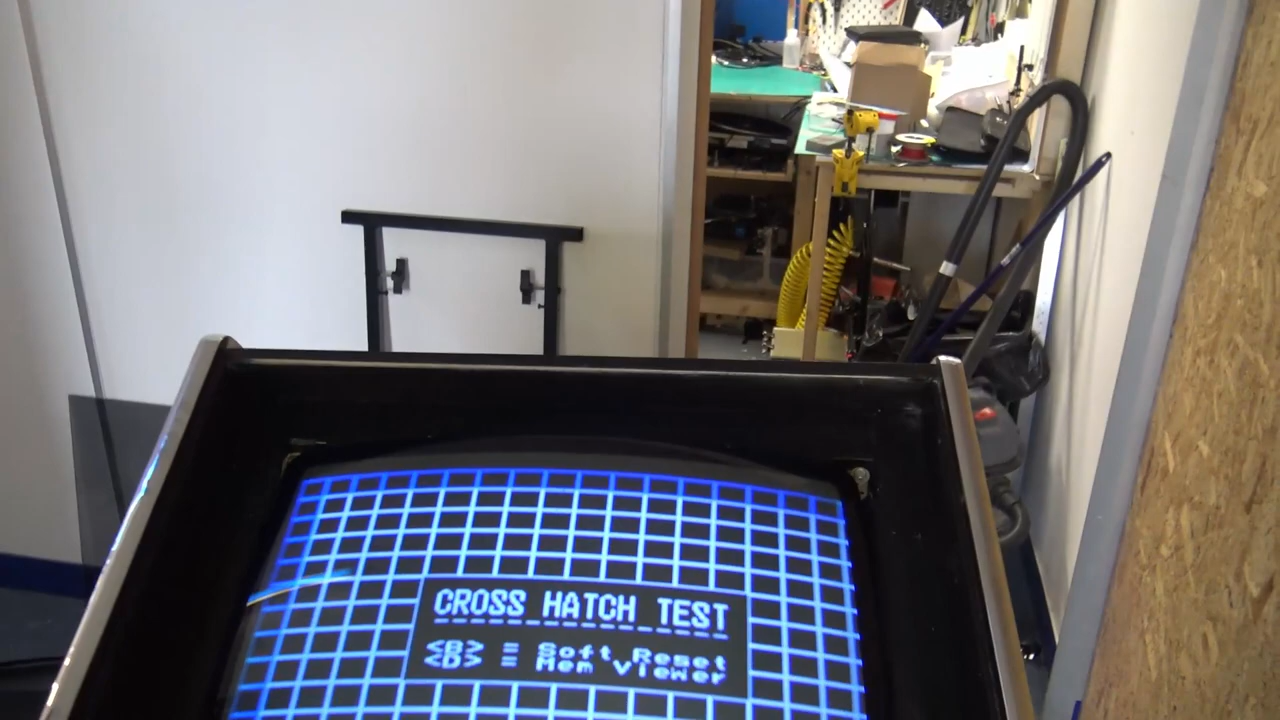 CROSS HATCH TEST
<B> = Soft Reset
<D> = Mem Viewer